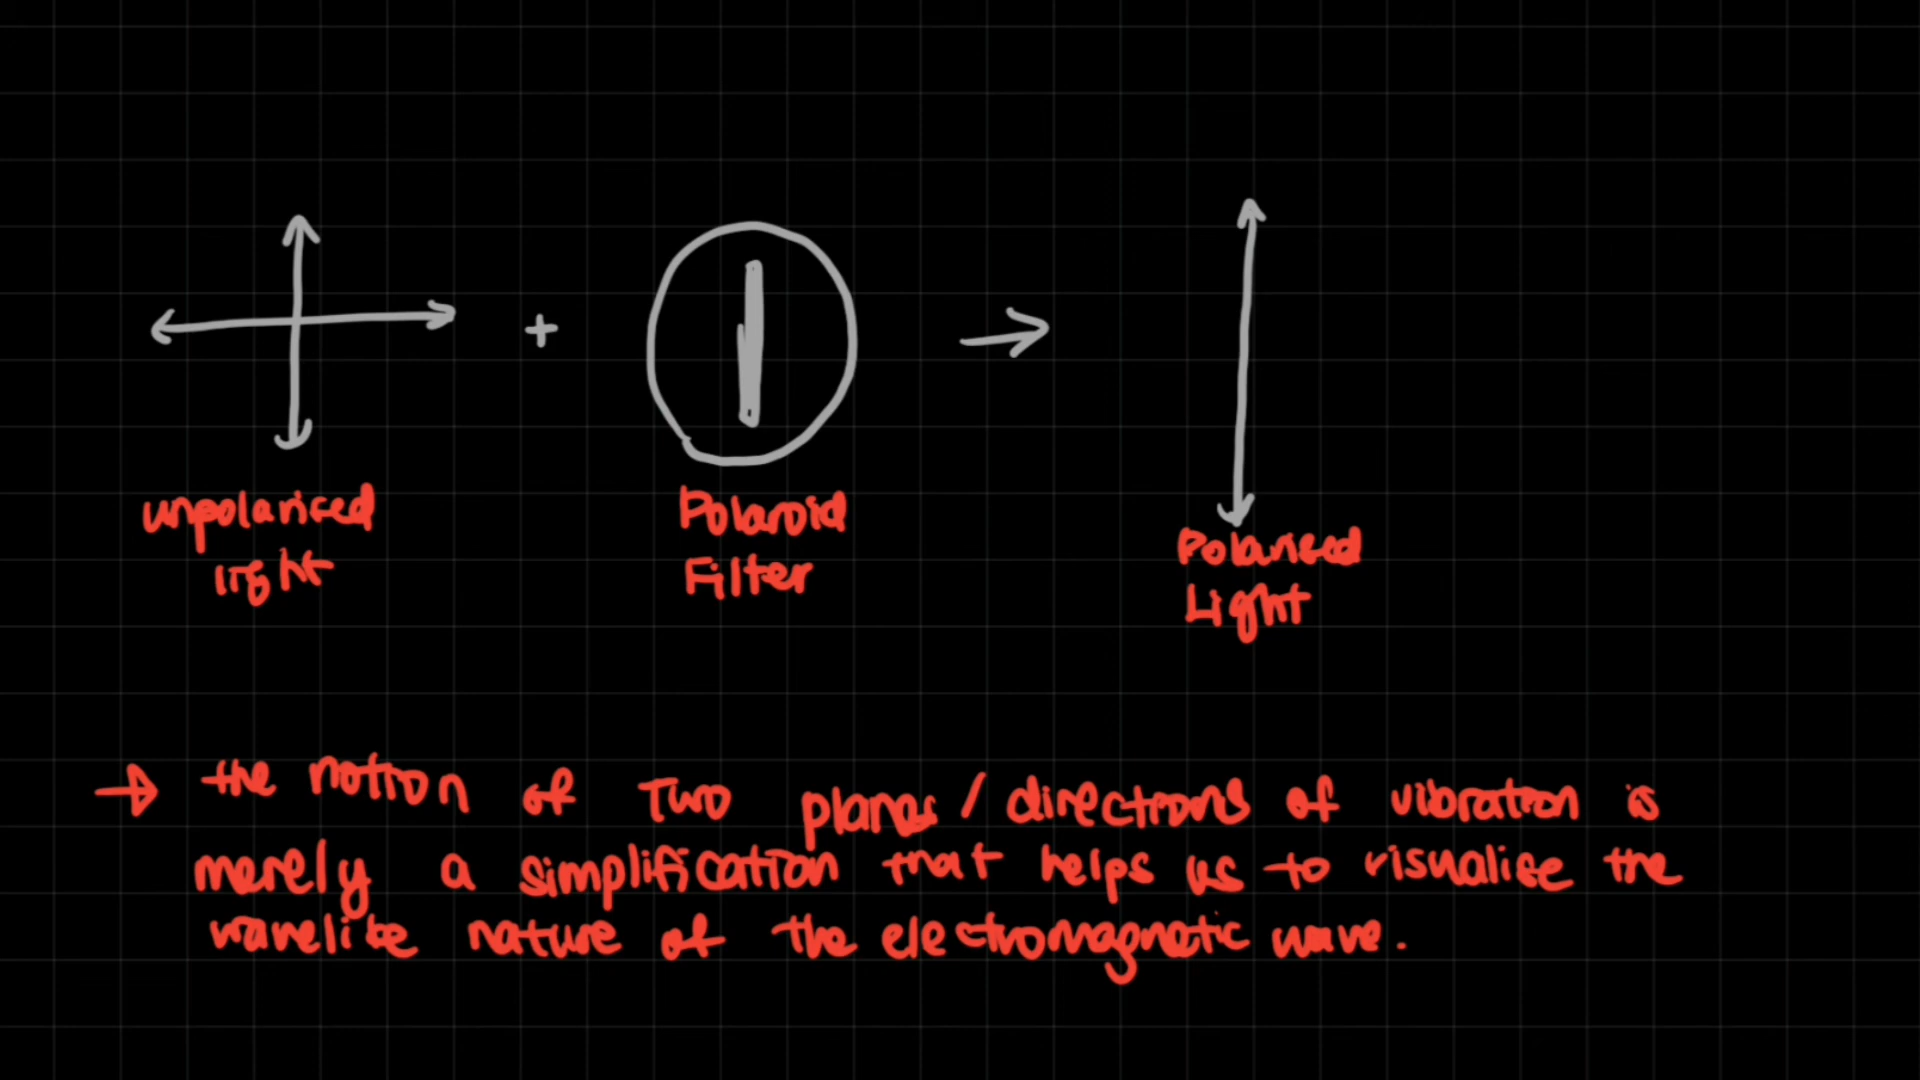 unpolarised
light
+
Polaroid
Filter
Polarised
Light
→ the notion of Two planes / directions of vibration is
merely a simplification that helps us to visualise the
wavelike nature of the electromagnetic wave.